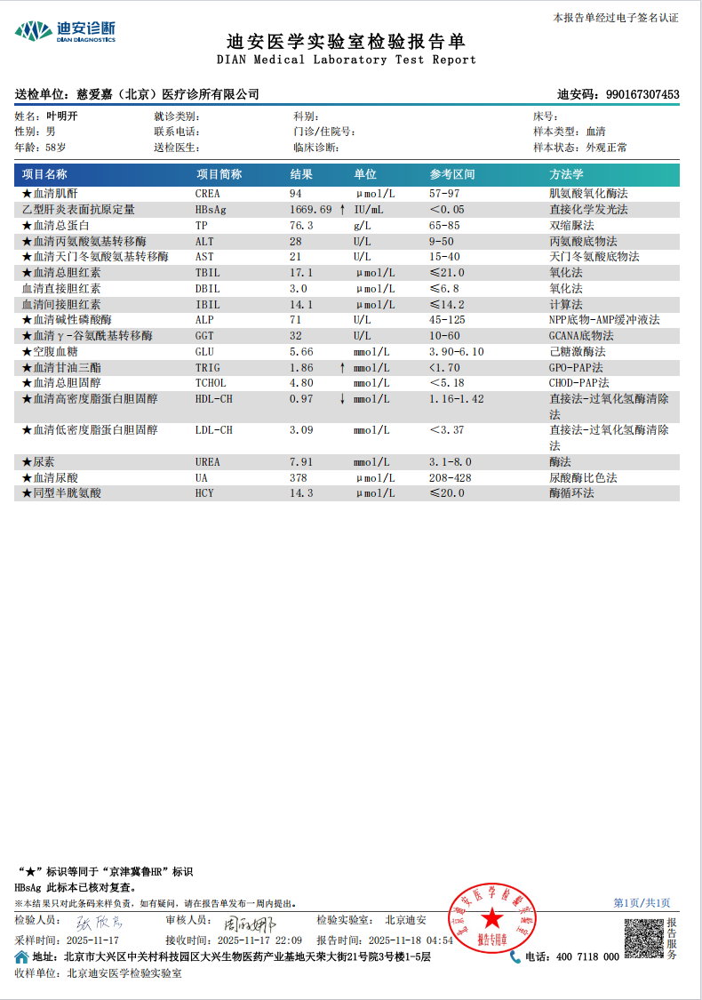 本报告单经过电子签名认证
迪安诊断
DIAN DIAGNOSTICS
迪安医学实验室检验报告单
DIAN Medical Laboratory Test Report
送检单位: 慈爱嘉（北京）医疗诊所有限公司 迪安码: 990167307453
姓名: 叶明开 就诊类别: 科别: 床号:
性别: 男 联系电话: 门诊/住院号: 样本类型: 血清
年龄: 58岁 送检医生: 临床诊断: 样本状态: 外观正常
项目名称 项目简称 结果 单位 参考区间 方法学
★血清肌酐 CREA 94 μmol/L 57-97 肌氨酸氧化酶法
乙型肝炎表面抗原定量 HBsAg 1669.69 ↑ IU/mL ＜0.05 直接化学发光法
★血清总蛋白 TP 76.3 g/L 65-85 双缩脲法
★血清丙氨酸氨基转移酶 ALT 28 U/L 9-50 丙氨酸底物法
★血清天门冬氨酸氨基转移酶 AST 21 U/L 15-40 天门冬氨酸底物法
★血清总胆红素 TBIL 17.1 μmol/L ≤21.0 氧化法
血清直接胆红素 DBIL 3.0 μmol/L ≤6.8 氧化法
血清间接胆红素 IBIL 14.1 μmol/L ≤14.2 计算法
★血清碱性磷酸酶 ALP 71 U/L 45-125 NPP底物-AMP缓冲液法
★血清γ-谷氨酰基转移酶 GGT 32 U/L 10-60 GCANA底物法
★空腹血糖 GLU 5.66 mmol/L 3.90-6.10 己糖激酶法
★血清甘油三酯 TRIG 1.86 ↑ mmol/L <1.70 GPO-PAP法
★血清总胆固醇 TCHOL 4.80 mmol/L ＜5.18 CHOD-PAP法
★血清高密度脂蛋白胆固醇 HDL-CH 0.97 ↓ mmol/L 1.16-1.42 直接法-过氧化氢酶清除
法
★血清低密度脂蛋白胆固醇 LDL-CH 3.09 mmol/L ＜3.37 直接法-过氧化氢酶清除
法
★尿素 UREA 7.91 mmol/L 3.1-8.0 酶法
★血清尿酸 UA 378 μmol/L 208-428 尿酸酶比色法
★同型半胱氨酸 HCY 14.3 μmol/L ≤20.0 酶循环法
“★”标识等同于“京津冀鲁HR”标识
HBsAg 此标本已核对复查。
※本结果只对此条码来样负责，如有疑问，请在报告单发布一周内提出。 第1页/共1页
检验人员: 审核人员: 检验实验室: 北京迪安
北京迪安医学检验实验室
报告专用章
报告服务
采样时间: 2025-11-17 接收时间: 2025-11-17 22:09 报告时间: 2025-11-18 04:54
地址: 北京市大兴区中关村科技园区大兴生物医药产业基地天荣大街21号院3号楼1-5层 电话: 400 7118 000
收样单位: 北京迪安医学检验实验室